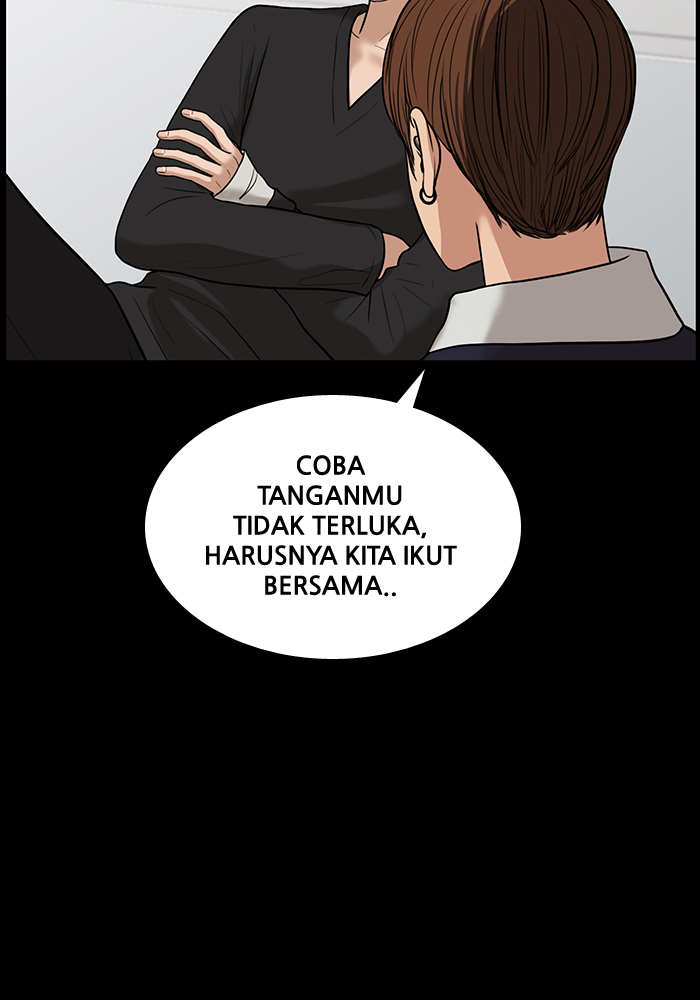 COBA
TANGANMU
TIDAK TERLUKA,
HARUSNYA KITA IKUT
BERSAMA..